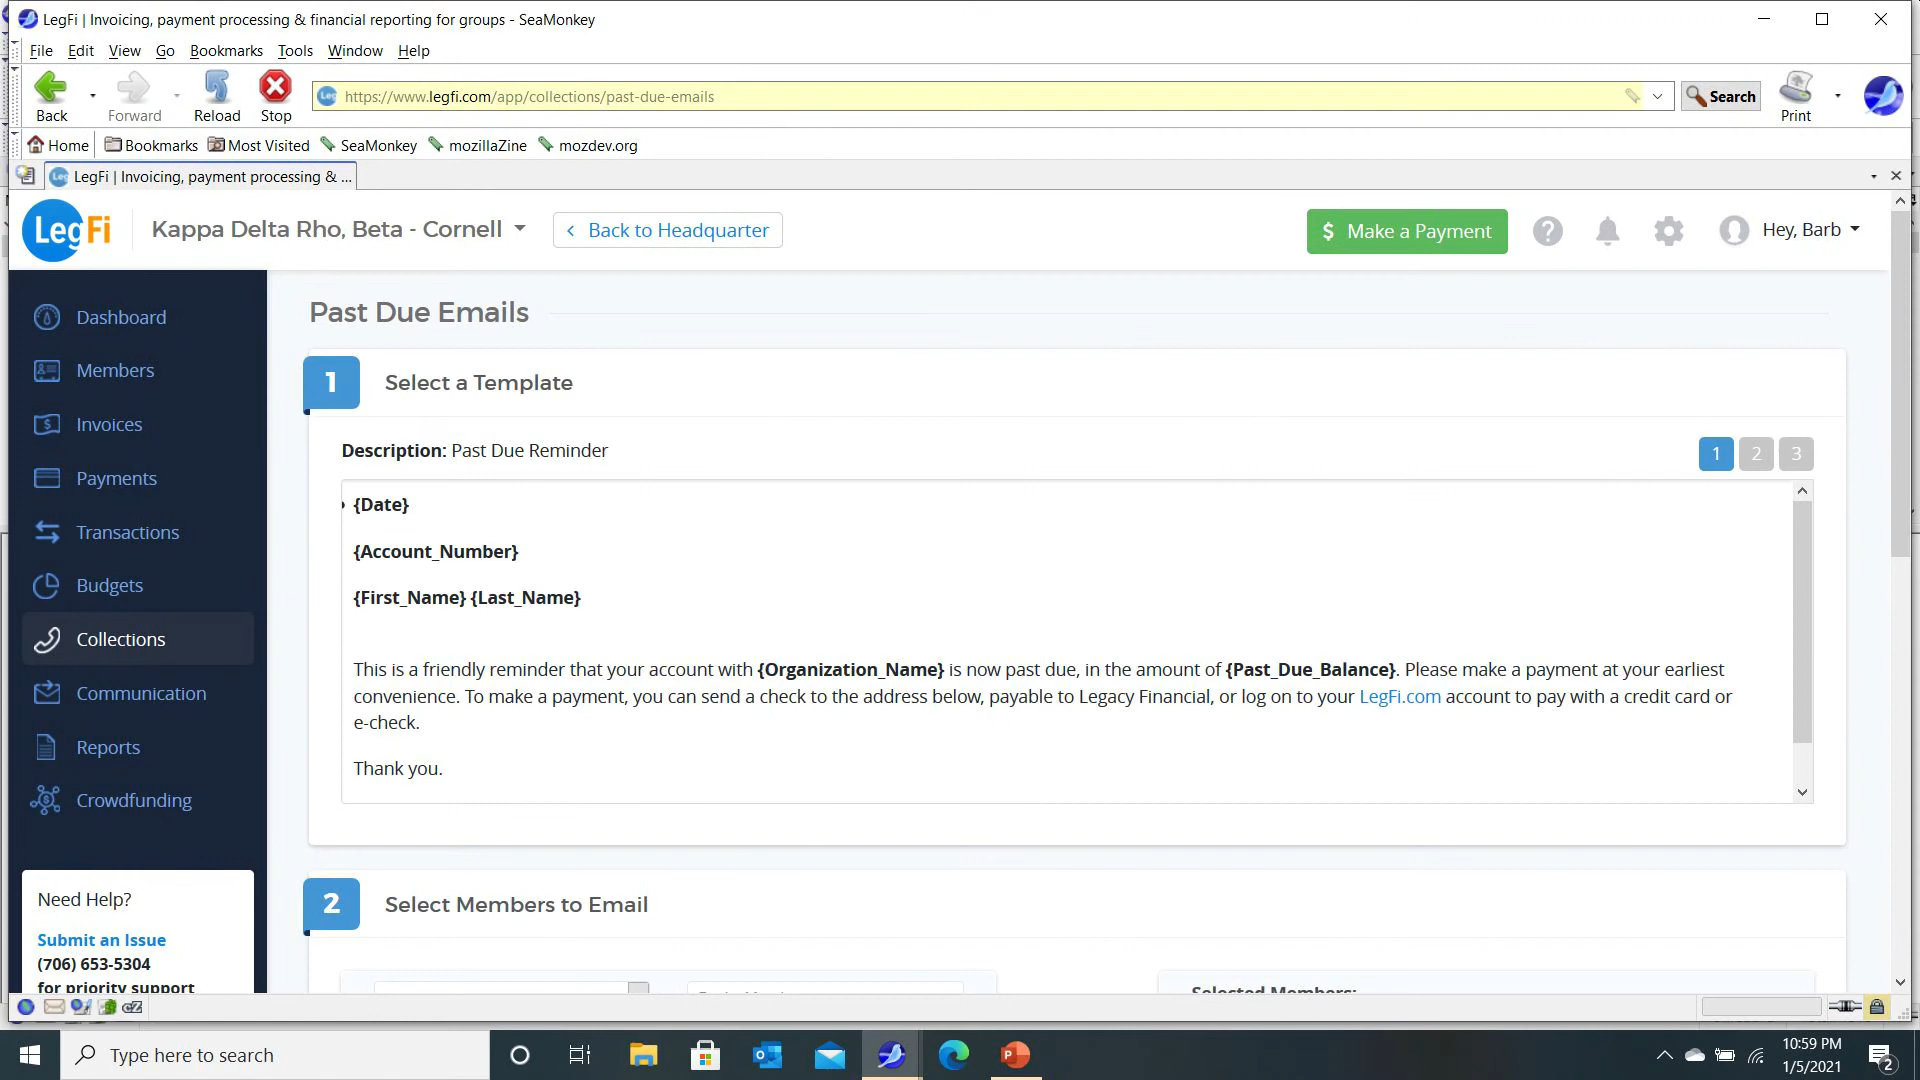 LegFi | Invoicing, payment processing & financial reporting for groups - SeaMonkey
File Edit View Go Bookmarks Tools Window Help
Back Forward Reload Stop
https://www.legfi.com/app/collections/past-due-emails
Search
Print
Home Bookmarks Most Visited SeaMonkey mozillaZine mozdev.org
LegFi | Invoicing, payment processing & ...
LegFi
Kappa Delta Rho, Beta - Cornell
Back to Headquarter
$ Make a Payment
Hey, Barb
Dashboard
Members
Invoices
Payments
Transactions
Budgets
Collections
Communication
Reports
Crowdfunding
Need Help?
Submit an Issue
(706) 653-5304
for priority support
Past Due Emails
1 Select a Template
Description: Past Due Reminder
1 2 3
{Date}
{Account_Number}
{First_Name} {Last_Name}
This is a friendly reminder that your account with {Organization_Name} is now past due, in the amount of {Past_Due_Balance}. Please make a payment at your earliest
convenience. To make a payment, you can send a check to the address below, payable to Legacy Financial, or log on to your LegFi.com account to pay with a credit card or
e-check.
Thank you.
2 Select Members to Email
Selected Members:
Type here to search
10:59 PM
1/5/2021
2